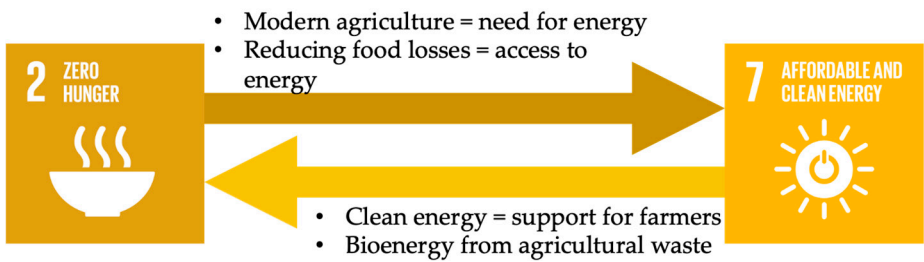 • Modern agriculture = need for energy
• Reducing food losses = access to
energy
2 ZERO
HUNGER
7 AFFORDABLE AND
CLEAN ENERGY
• Clean energy = support for farmers
• Bioenergy from agricultural waste